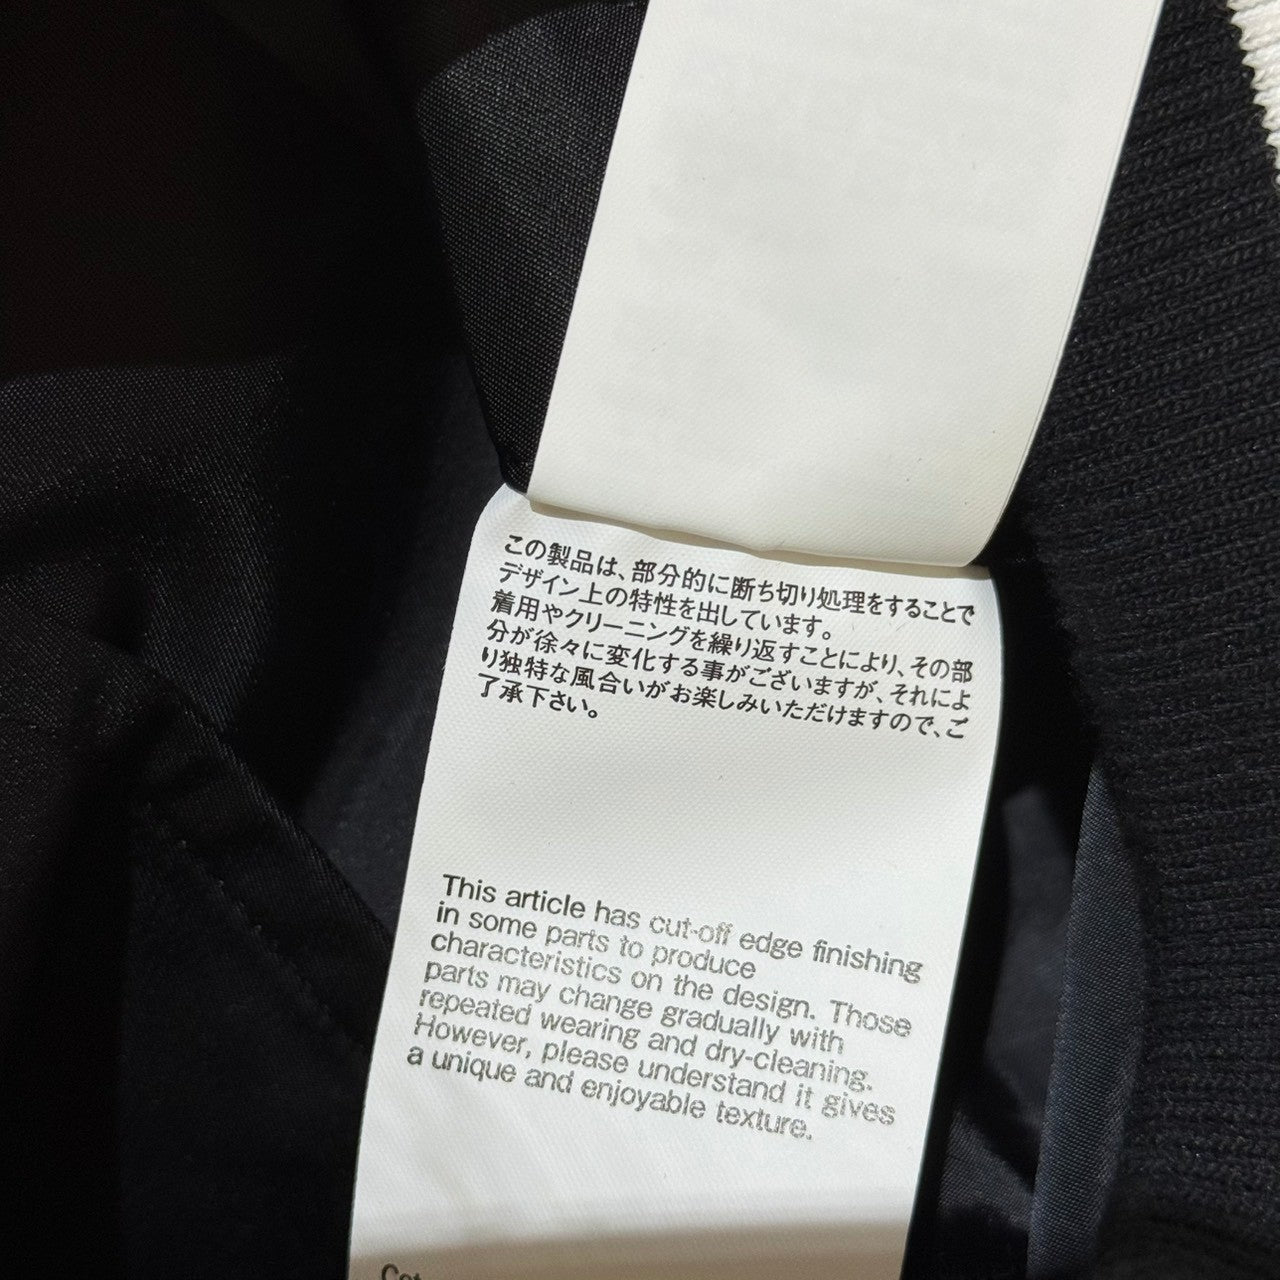 この製品は、部分的に断ち切り処理をすることで
デザイン上の特性を出しています。
着用やクリーニングを繰り返すことにより、その部
分が徐々に変化する事がございますが、それによ
り独特な風合いがお楽しみいただけますので、ご
了承下さい。
This article has cut-off edge finishing
in some parts to produce
characteristics on the design. Those
parts may change gradually with
repeated wearing and dry-cleaning.
However, please understand it gives
a unique and enjoyable texture.